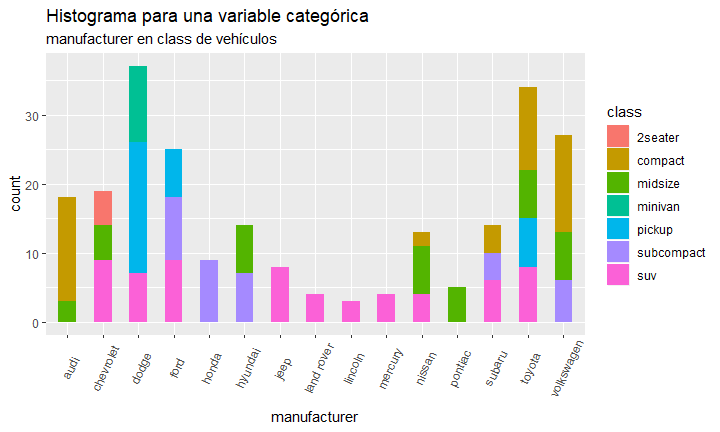 Histograma para una variable categórica
manufacturer en class de vehículos
count
30
20
10
0
audi
chevrolet
dodge
ford
honda
hyundai
jeep
land rover
lincoln
mercury
nissan
pontiac
subaru
toyota
volkswagen
manufacturer
class
2seater
compact
midsize
minivan
pickup
subcompact
suv